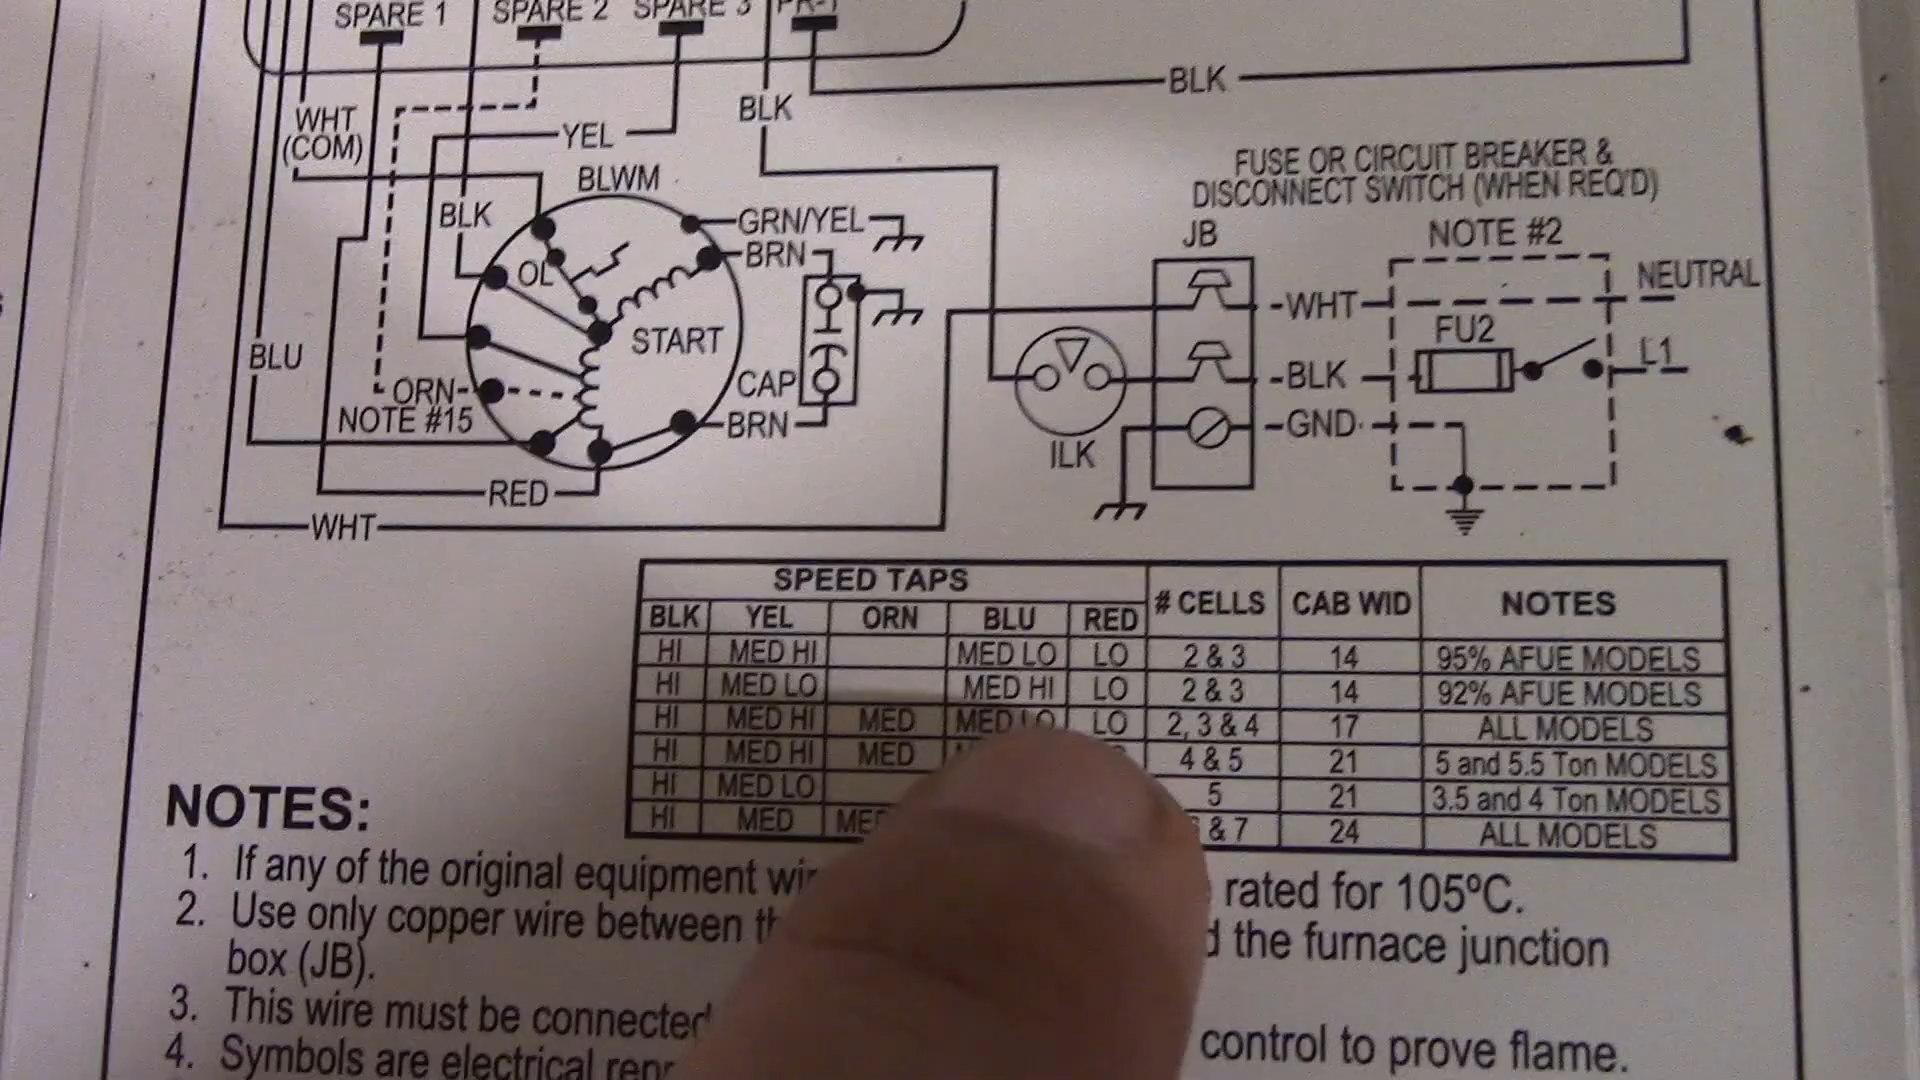 SPARE 1 SPARE 2 SPARE 3 PR-1
BLK
WHT
(COM)
BLK
YEL
BLWM
FUSE OR CIRCUIT BREAKER &
DISCONNECT SWITCH (WHEN REQ'D)
BLK
GRN/YEL
JB
NOTE #2
BRN
OL
NEUTRAL
WHT
START
FU2
BLU
L1
ORN
CAP
BLK
NOTE #15
BRN
GND
ILK
RED
WHT
SPEED TAPS # CELLS CAB WID NOTES
BLK YEL ORN BLU RED
HI MED HI MED LO LO 2 & 3 14 95% AFUE MODELS
HI MED LO MED HI LO 2 & 3 14 92% AFUE MODELS
HI MED HI MED MED LO LO 2, 3 & 4 17 ALL MODELS
HI MED HI MED 4 & 5 21 5 and 5.5 Ton MODELS
HI MED LO 5 21 3.5 and 4 Ton MODELS
HI MED & 7 24 ALL MODELS
NOTES:
1. If any of the original equipment rated for 105ºC.
2. Use only copper wire between the furnace junction
box (JB).
3. This wire must be connected
4. Symbols are electrical control to prove flame.